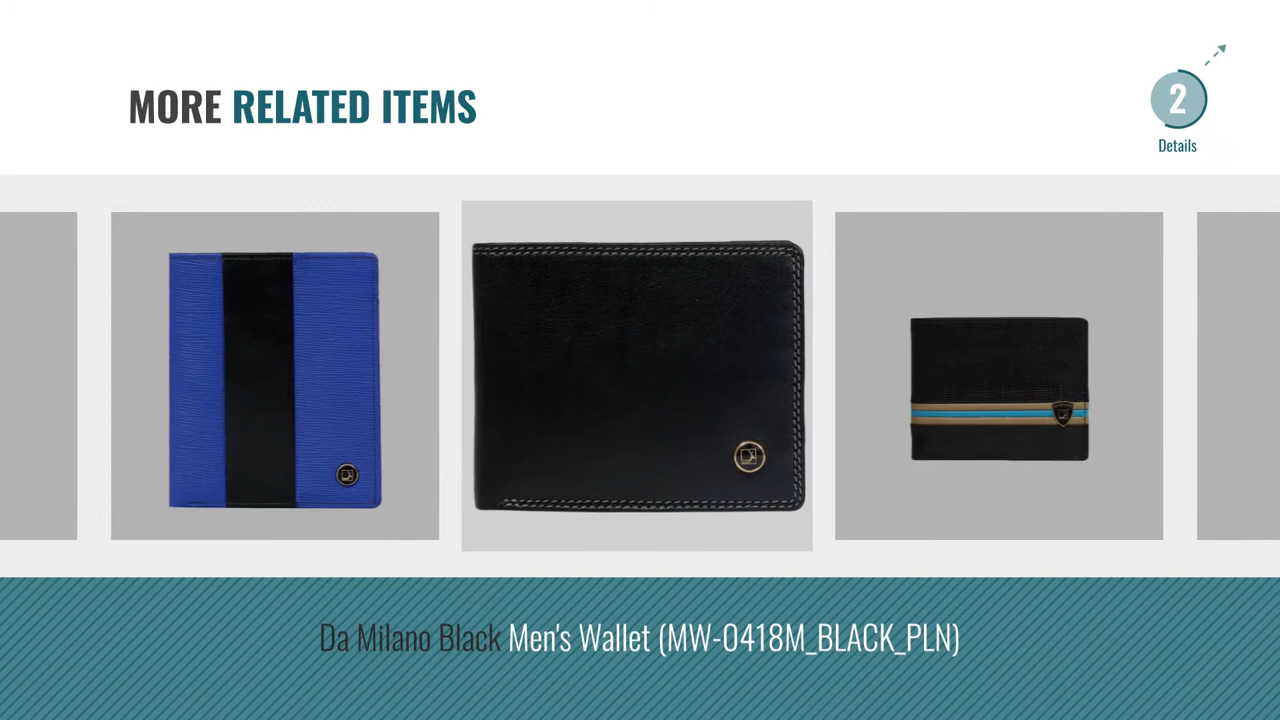 MORE RELATED ITEMS
2
Details
Da Milano Black Men's Wallet (MW-0418M_BLACK_PLN)